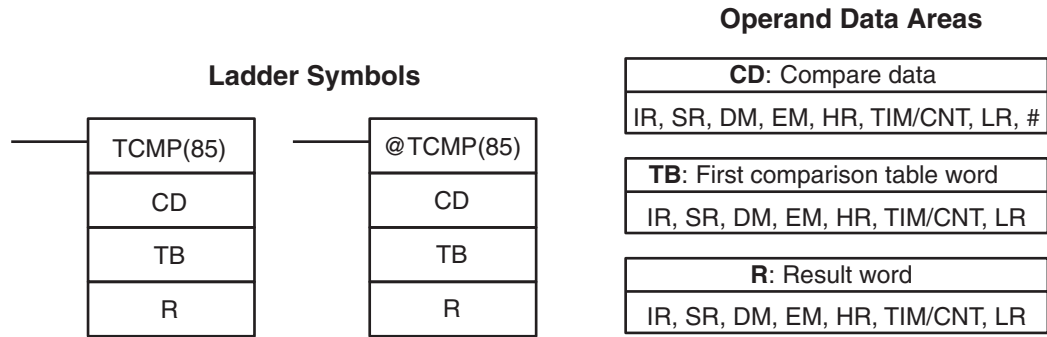 Ladder Symbols
TCMP(85)
CD
TB
R
@TCMP(85)
CD
TB
R
Operand Data Areas
CD: Compare data
IR, SR, DM, EM, HR, TIM/CNT, LR, #
TB: First comparison table word
IR, SR, DM, EM, HR, TIM/CNT, LR
R: Result word
IR, SR, DM, EM, HR, TIM/CNT, LR